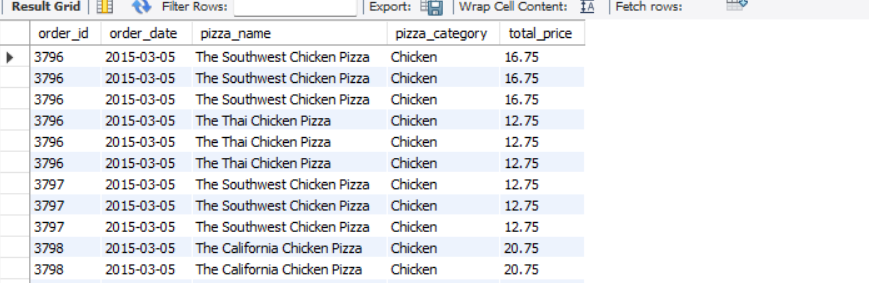 Result Grid Filter Rows: Export: Wrap Cell Content: Fetch rows:
order_id order_date pizza_name pizza_category total_price
3796 2015-03-05 The Southwest Chicken Pizza Chicken 16.75
3796 2015-03-05 The Southwest Chicken Pizza Chicken 16.75
3796 2015-03-05 The Southwest Chicken Pizza Chicken 16.75
3796 2015-03-05 The Thai Chicken Pizza Chicken 12.75
3796 2015-03-05 The Thai Chicken Pizza Chicken 12.75
3796 2015-03-05 The Thai Chicken Pizza Chicken 12.75
3797 2015-03-05 The Southwest Chicken Pizza Chicken 12.75
3797 2015-03-05 The Southwest Chicken Pizza Chicken 12.75
3797 2015-03-05 The Southwest Chicken Pizza Chicken 12.75
3798 2015-03-05 The California Chicken Pizza Chicken 20.75
3798 2015-03-05 The California Chicken Pizza Chicken 20.75